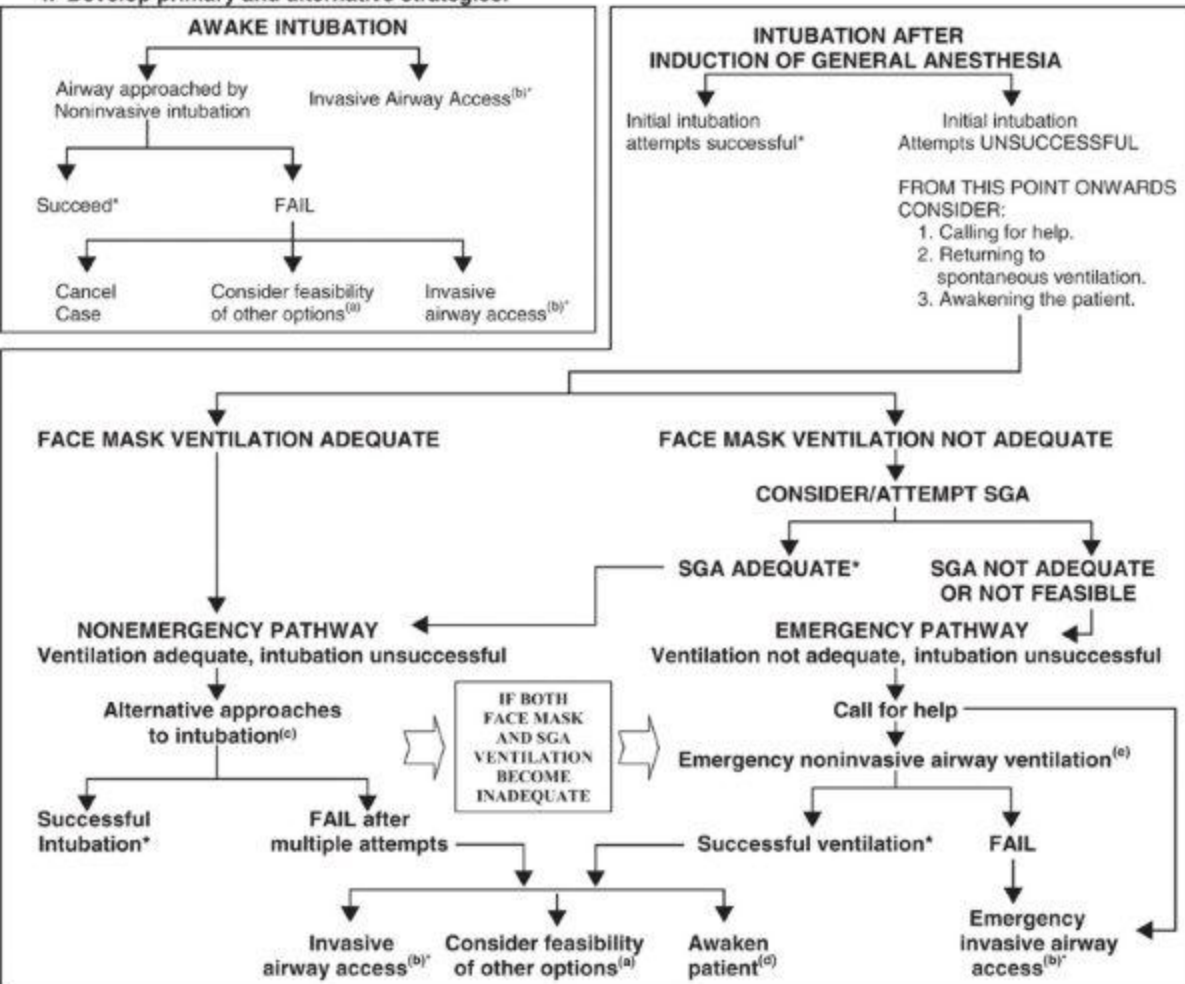 4. Develop primary and alternative strategies:
AWAKE INTUBATION
Airway approached by
Noninvasive intubation
Invasive Airway Access(b)*
Succeed*
FAIL
Cancel
Case
Consider feasibility
of other options(a)
Invasive
airway access(b)*
INTUBATION AFTER
INDUCTION OF GENERAL ANESTHESIA
Initial intubation
attempts successful*
Initial intubation
Attempts UNSUCCESSFUL
FROM THIS POINT ONWARDS
CONSIDER:
1. Calling for help.
2. Returning to
spontaneous ventilation.
3. Awakening the patient.
FACE MASK VENTILATION ADEQUATE
FACE MASK VENTILATION NOT ADEQUATE
CONSIDER/ATTEMPT SGA
SGA ADEQUATE*
SGA NOT ADEQUATE
OR NOT FEASIBLE
NONEMERGENCY PATHWAY
Ventilation adequate, intubation unsuccessful
EMERGENCY PATHWAY
Ventilation not adequate, intubation unsuccessful
Alternative approaches
to intubation(c)
IF BOTH
FACE MASK
AND SGA
VENTILATION
BECOME
INADEQUATE
Call for help
Emergency noninvasive airway ventilation(e)
Successful
Intubation*
FAIL after
multiple attempts
Successful ventilation*
FAIL
Invasive
airway access(b)*
Consider feasibility
of other options(a)
Awaken
patient(d)
Emergency
invasive airway
access(b)*